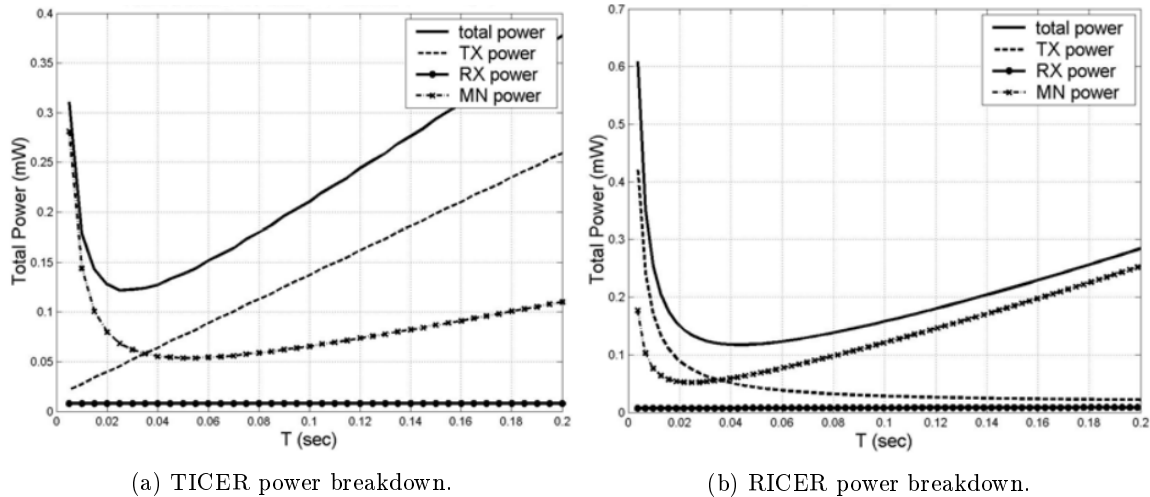 0.4
0.35
0.3
0.25
0.2
0.15
0.1
0.05
0
Total Power (mW)
total power
TX power
RX power
MN power
0 0.02 0.04 0.06 0.08 0.1 0.12 0.14 0.16 0.18 0.2
T (sec)
(a) TICER power breakdown.
0.7
0.6
0.5
0.4
0.3
0.2
0.1
0
Total Power (mW)
total power
TX power
RX power
MN power
0 0.02 0.04 0.06 0.08 0.1 0.12 0.14 0.16 0.18 0.2
T (sec)
(b) RICER power breakdown.